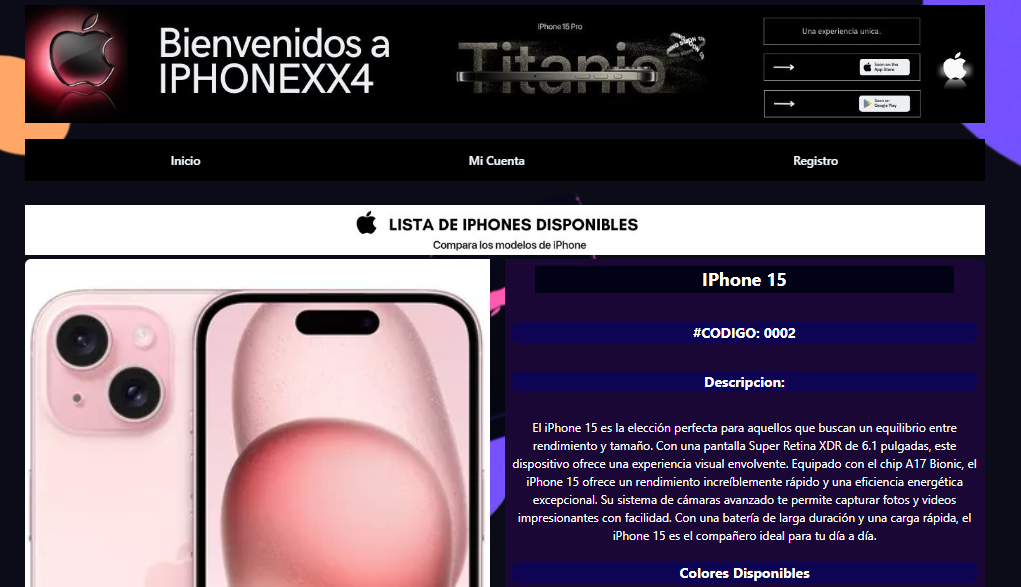 Bienvenidos a
IPHONEXX4
iPhone 15 Pro
Titanio
Una experiencia unica.
Soon on the
App Store
Soon on
Google Play
Inicio
Mi Cuenta
Registro
LISTA DE IPHONES DISPONIBLES
Compara los modelos de iPhone
IPhone 15
#CODIGO: 0002
Descripcion:
El iPhone 15 es la elección perfecta para aquellos que buscan un equilibrio entre
rendimiento y tamaño. Con una pantalla Super Retina XDR de 6.1 pulgadas, este
dispositivo ofrece una experiencia visual envolvente. Equipado con el chip A17 Bionic, el
iPhone 15 ofrece un rendimiento increíblemente rápido y una eficiencia energética
excepcional. Su sistema de cámaras avanzado te permite capturar fotos y videos
impresionantes con facilidad. Con una batería de larga duración y una carga rápida, el
iPhone 15 es el compañero ideal para tu día a día.
Colores Disponibles